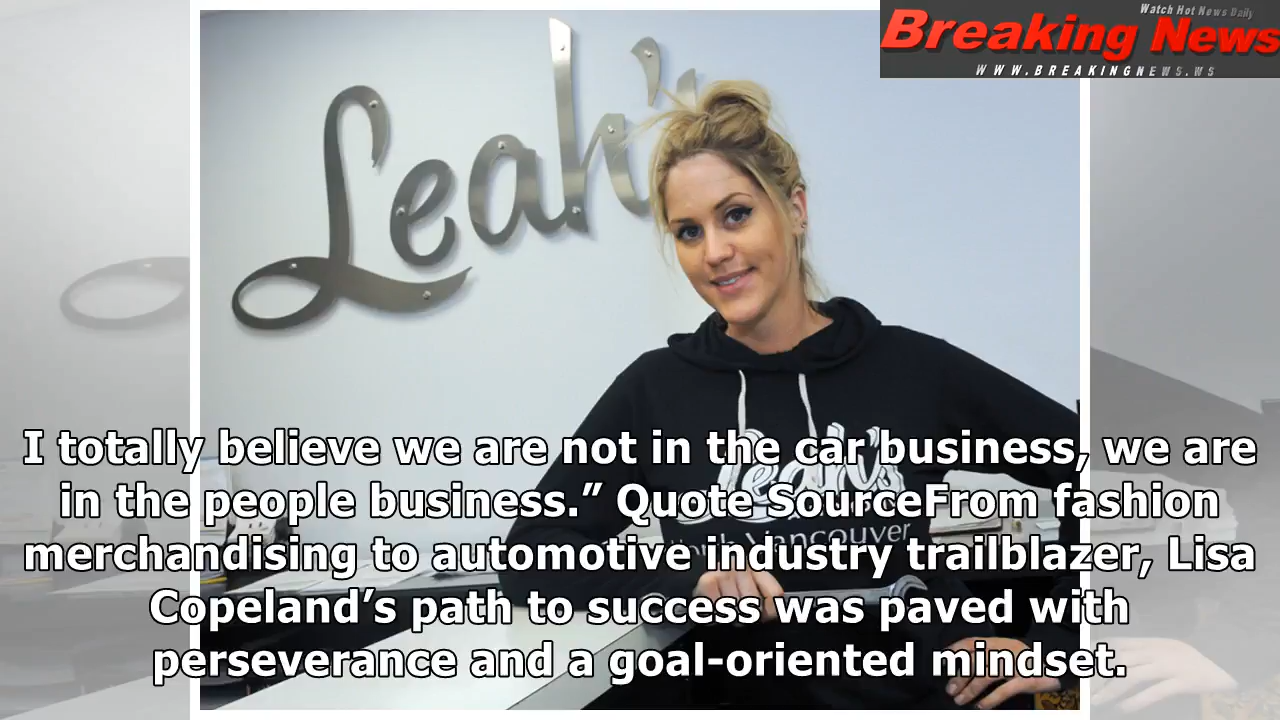 Watch Hot News Daily
Breaking News
WWW.BREAKINGNEWS.WS
Leah's
Leah's
North Vancouver
I totally believe we are not in the car business, we are
in the people business.” Quote SourceFrom fashion
merchandising to automotive industry trailblazer, Lisa
Copeland’s path to success was paved with
perseverance and a goal-oriented mindset.